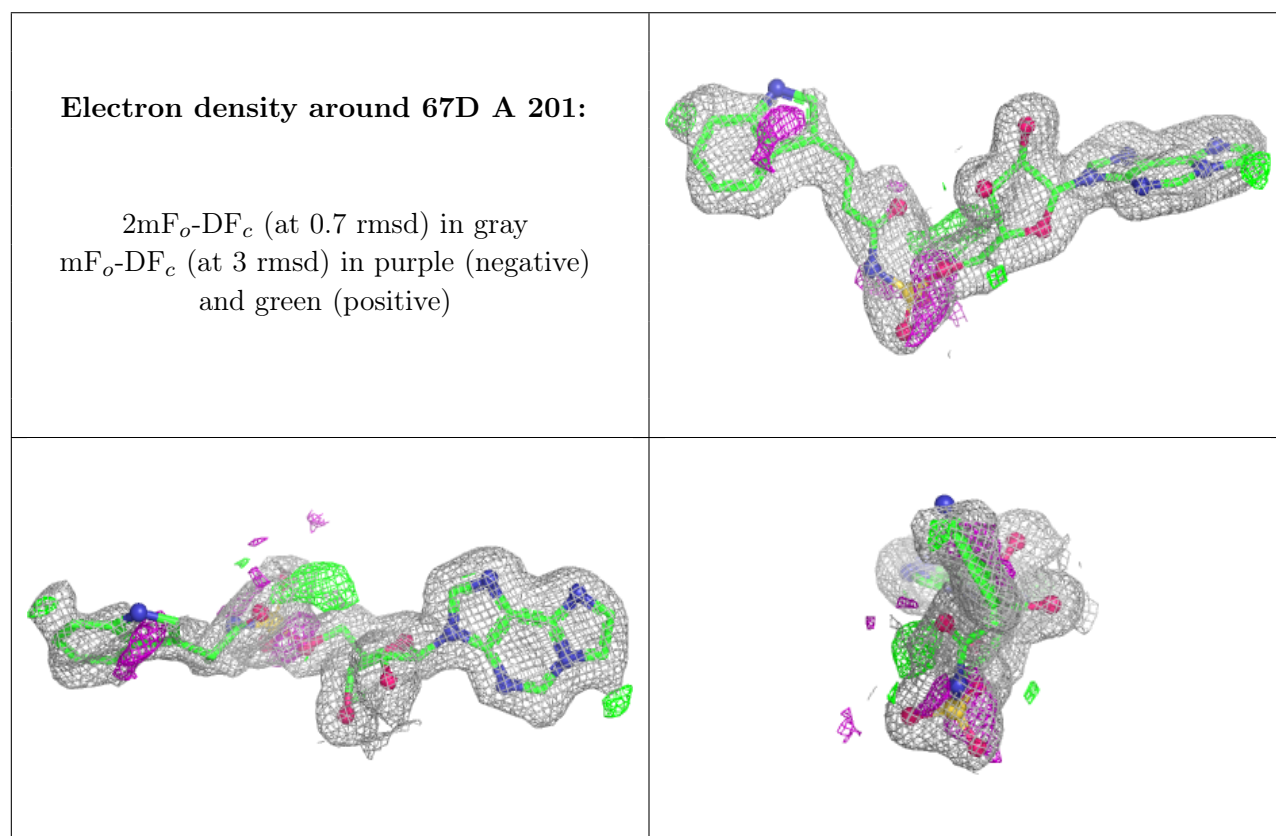 Electron density around 67D A 201:
2mFo-DFc (at 0.7 rmsd) in gray
mFo-DFc (at 3 rmsd) in purple (negative)
and green (positive)